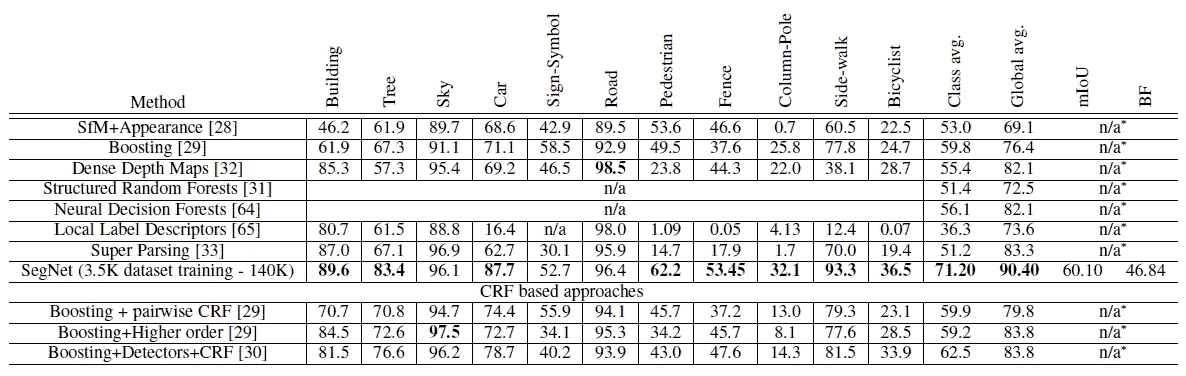 Method Building Tree Sky Car Sign-Symbol Road Pedestrian Fence Column-Pole Side-walk Bicyclist Class avg. Global avg. mIoU BF
SfM+Appearance [28] 46.2 61.9 89.7 68.6 42.9 89.5 53.6 46.6 0.7 60.5 22.5 53.0 69.1 n/a*
Boosting [29] 61.9 67.3 91.1 71.1 58.5 92.9 49.5 37.6 25.8 77.8 24.7 59.8 76.4 n/a*
Dense Depth Maps [32] 85.3 57.3 95.4 69.2 46.5 98.5 23.8 44.3 22.0 38.1 28.7 55.4 82.1 n/a*
Structured Random Forests [31] n/a 51.4 72.5 n/a*
Neural Decision Forests [64] n/a 56.1 82.1 n/a*
Local Label Descriptors [65] 80.7 61.5 88.8 16.4 n/a 98.0 1.09 0.05 4.13 12.4 0.07 36.3 73.6 n/a*
Super Parsing [33] 87.0 67.1 96.9 62.7 30.1 95.9 14.7 17.9 1.7 70.0 19.4 51.2 83.3 n/a*
SegNet (3.5K dataset training - 140K) 89.6 83.4 96.1 87.7 52.7 96.4 62.2 53.45 32.1 93.3 36.5 71.20 90.40 60.10 46.84
CRF based approaches
Boosting + pairwise CRF [29] 70.7 70.8 94.7 74.4 55.9 94.1 45.7 37.2 13.0 79.3 23.1 59.9 79.8 n/a*
Boosting+Higher order [29] 84.5 72.6 97.5 72.7 34.1 95.3 34.2 45.7 8.1 77.6 28.5 59.2 83.8 n/a*
Boosting+Detectors+CRF [30] 81.5 76.6 96.2 78.7 40.2 93.9 43.0 47.6 14.3 81.5 33.9 62.5 83.8 n/a*